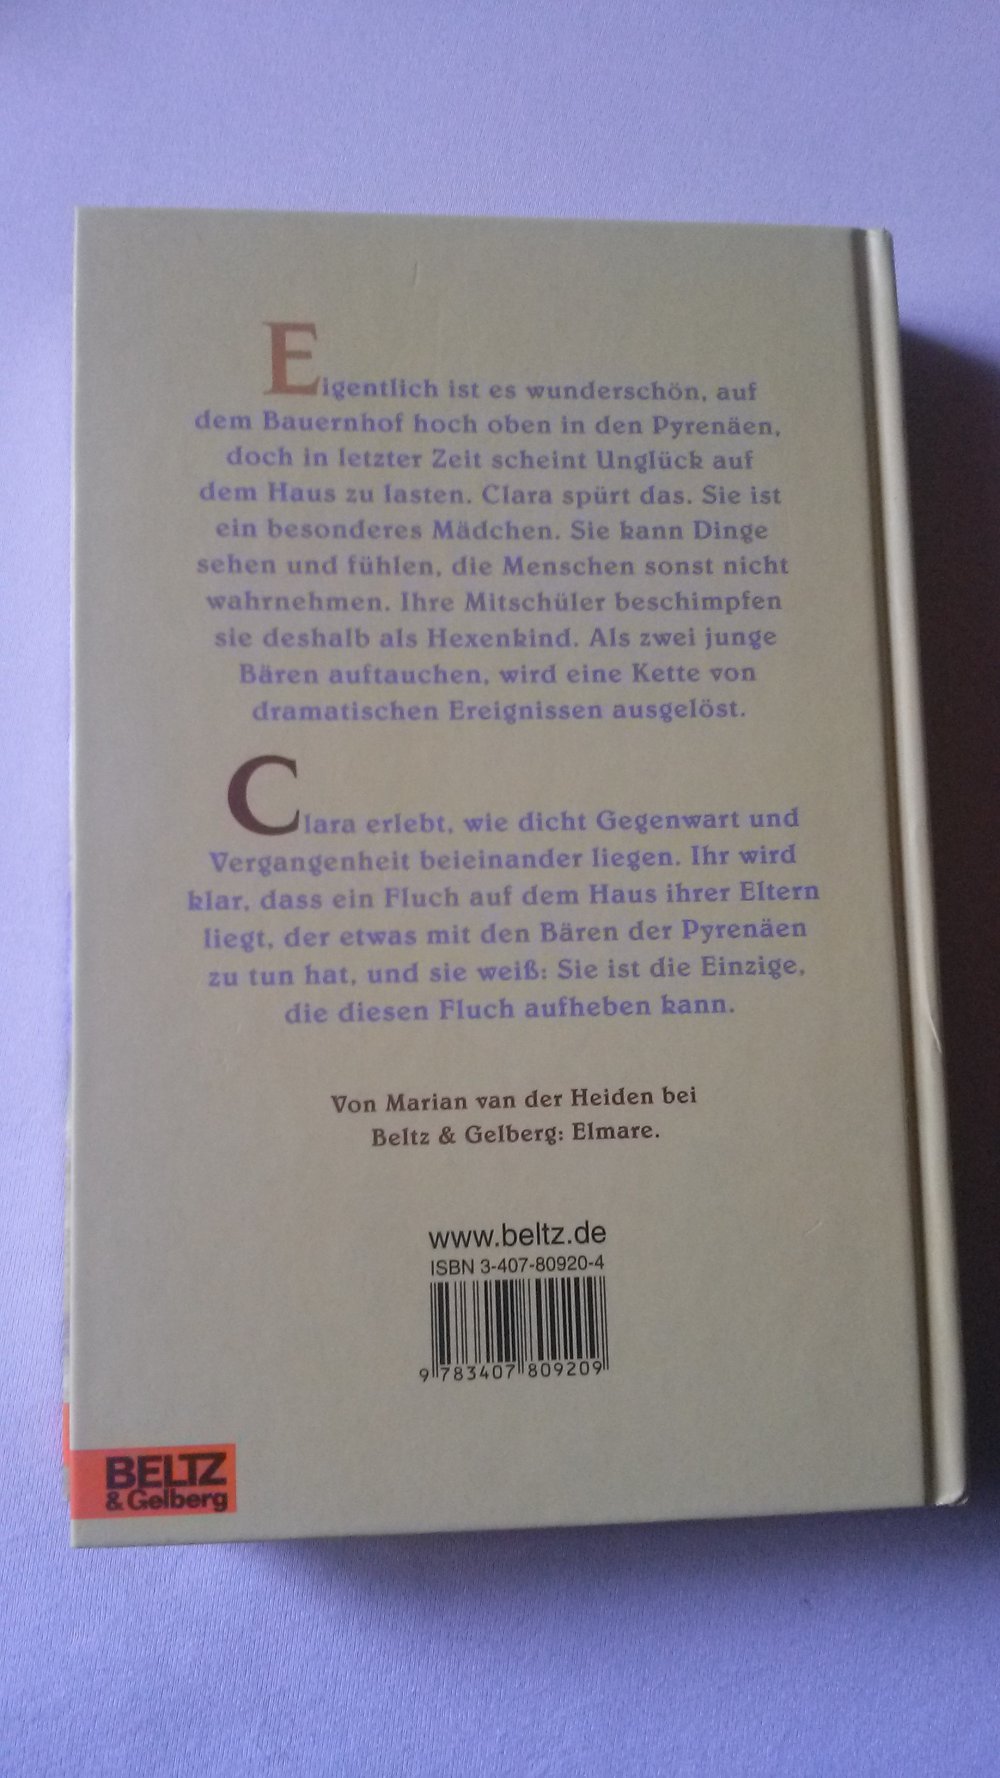 Eigentlich ist es wunderschön, auf
dem Bauernhof hoch oben in den Pyrenäen,
doch in letzter Zeit scheint Unglück auf
dem Haus zu lasten. Clara spürt das. Sie ist
ein besonderes Mädchen. Sie kann Dinge
sehen und fühlen, die Menschen sonst nicht
wahrnehmen. Ihre Mitschüler beschimpfen
sie deshalb als Hexenkind. Als zwei junge
Bären auftauchen, wird eine Kette von
dramatischen Ereignissen ausgelöst.
Clara erlebt, wie dicht Gegenwart und
Vergangenheit beieinander liegen. Ihr wird
klar, dass ein Fluch auf dem Haus ihrer Eltern
liegt, der etwas mit den Bären der Pyrenäen
zu tun hat, und sie weiß: Sie ist die Einzige,
die diesen Fluch aufheben kann.
Von Marian van der Heiden bei
Beltz & Gelberg: Elmare.
www.beltz.de
ISBN 3-407-80920-4
9 783407 809209
BELTZ
& Gelberg